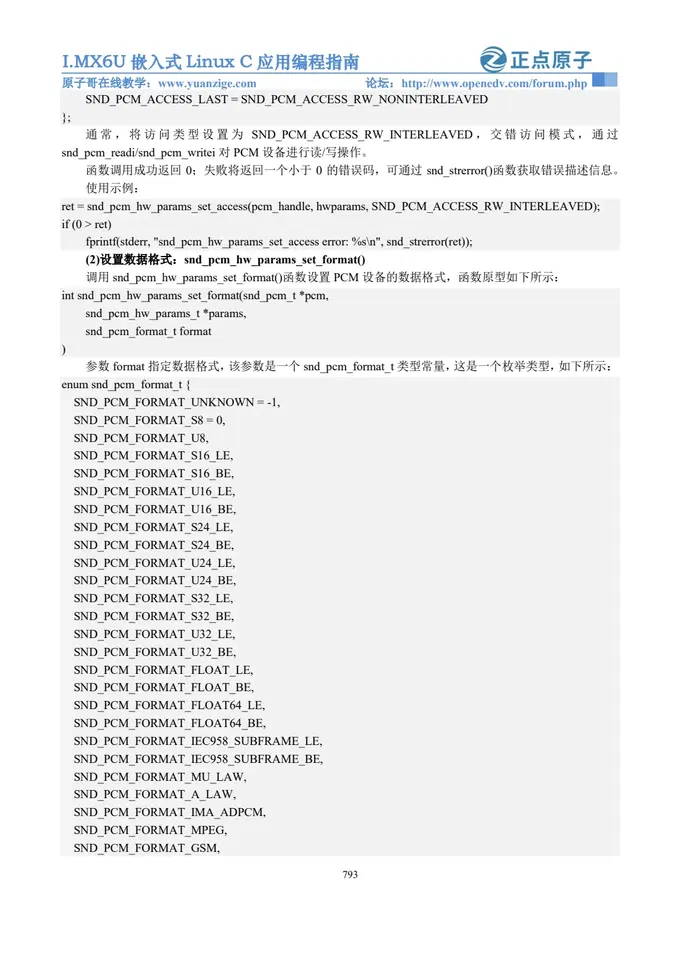 I.MX6U 嵌入式 Linux C 应用编程指南
正点原子
原子哥在线教学：www.yuanzige.com 论坛：http://www.openedv.com/forum.php
SND_PCM_ACCESS_LAST = SND_PCM_ACCESS_RW_NONINTERLEAVED
};
通常，将访问类型设置为 SND_PCM_ACCESS_RW_INTERLEAVED，交错访问模式，通过
snd_pcm_readi/snd_pcm_writei 对 PCM 设备进行读/写操作。
函数调用成功返回 0；失败将返回一个小于 0 的错误码，可通过 snd_strerror()函数获取错误描述信息。
使用示例：
ret = snd_pcm_hw_params_set_access(pcm_handle, hwparams, SND_PCM_ACCESS_RW_INTERLEAVED);
if (0 > ret)
fprintf(stderr, "snd_pcm_hw_params_set_access error: %s\n", snd_strerror(ret));
(2)设置数据格式：snd_pcm_hw_params_set_format()
调用 snd_pcm_hw_params_set_format()函数设置 PCM 设备的数据格式，函数原型如下所示：
int snd_pcm_hw_params_set_format(snd_pcm_t *pcm,
snd_pcm_hw_params_t *params,
snd_pcm_format_t format
)
参数 format 指定数据格式，该参数是一个 snd_pcm_format_t 类型常量，这是一个枚举类型，如下所示：
enum snd_pcm_format_t {
SND_PCM_FORMAT_UNKNOWN = -1,
SND_PCM_FORMAT_S8 = 0,
SND_PCM_FORMAT_U8,
SND_PCM_FORMAT_S16_LE,
SND_PCM_FORMAT_S16_BE,
SND_PCM_FORMAT_U16_LE,
SND_PCM_FORMAT_U16_BE,
SND_PCM_FORMAT_S24_LE,
SND_PCM_FORMAT_S24_BE,
SND_PCM_FORMAT_U24_LE,
SND_PCM_FORMAT_U24_BE,
SND_PCM_FORMAT_S32_LE,
SND_PCM_FORMAT_S32_BE,
SND_PCM_FORMAT_U32_LE,
SND_PCM_FORMAT_U32_BE,
SND_PCM_FORMAT_FLOAT_LE,
SND_PCM_FORMAT_FLOAT_BE,
SND_PCM_FORMAT_FLOAT64_LE,
SND_PCM_FORMAT_FLOAT64_BE,
SND_PCM_FORMAT_IEC958_SUBFRAME_LE,
SND_PCM_FORMAT_IEC958_SUBFRAME_BE,
SND_PCM_FORMAT_MU_LAW,
SND_PCM_FORMAT_A_LAW,
SND_PCM_FORMAT_IMA_ADPCM,
SND_PCM_FORMAT_MPEG,
SND_PCM_FORMAT_GSM,
793